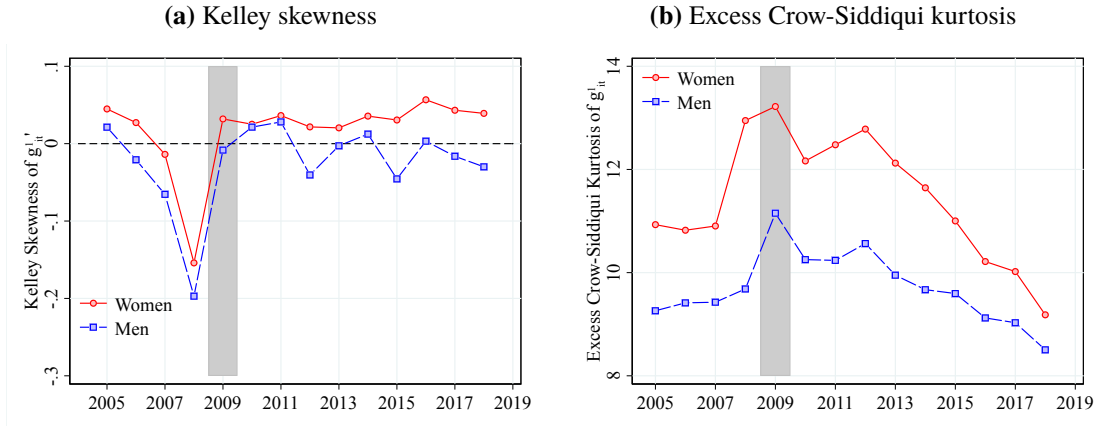 (a) Kelley skewness
Kelley Skewness of g¹ᵢₜ'
.1
0
-.1
-.2
-.3
Women
Men
2005 2007 2009 2011 2013 2015 2017 2019
(b) Excess Crow-Siddiqui kurtosis
Excess Crow-Siddiqui Kurtosis of g¹ᵢₜ
14
12
10
8
Women
Men
2005 2007 2009 2011 2013 2015 2017 2019